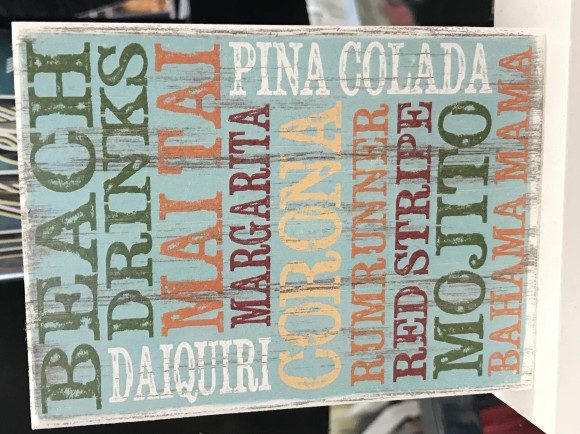 BEACH
DRINKS
MAI TAI
DAIQUIRI
PINA COLADA
MARGARITA
CORONA
RUMRUNNER
RED STRIPE
MOJITO
BAHAMA MAMA